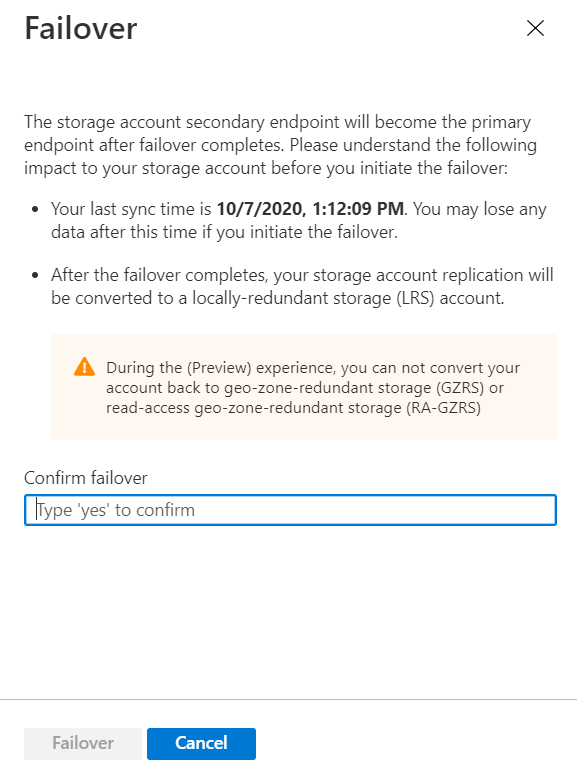 Failover
The storage account secondary endpoint will become the primary
endpoint after failover completes. Please understand the following
impact to your storage account before you initiate the failover:
• Your last sync time is 10/7/2020, 1:12:09 PM. You may lose any
data after this time if you initiate the failover.
• After the failover completes, your storage account replication will
be converted to a locally-redundant storage (LRS) account.
During the (Preview) experience, you can not convert your
account back to geo-zone-redundant storage (GZRS) or
read-access geo-zone-redundant storage (RA-GZRS)
Confirm failover
Type 'yes' to confirm
Failover
Cancel